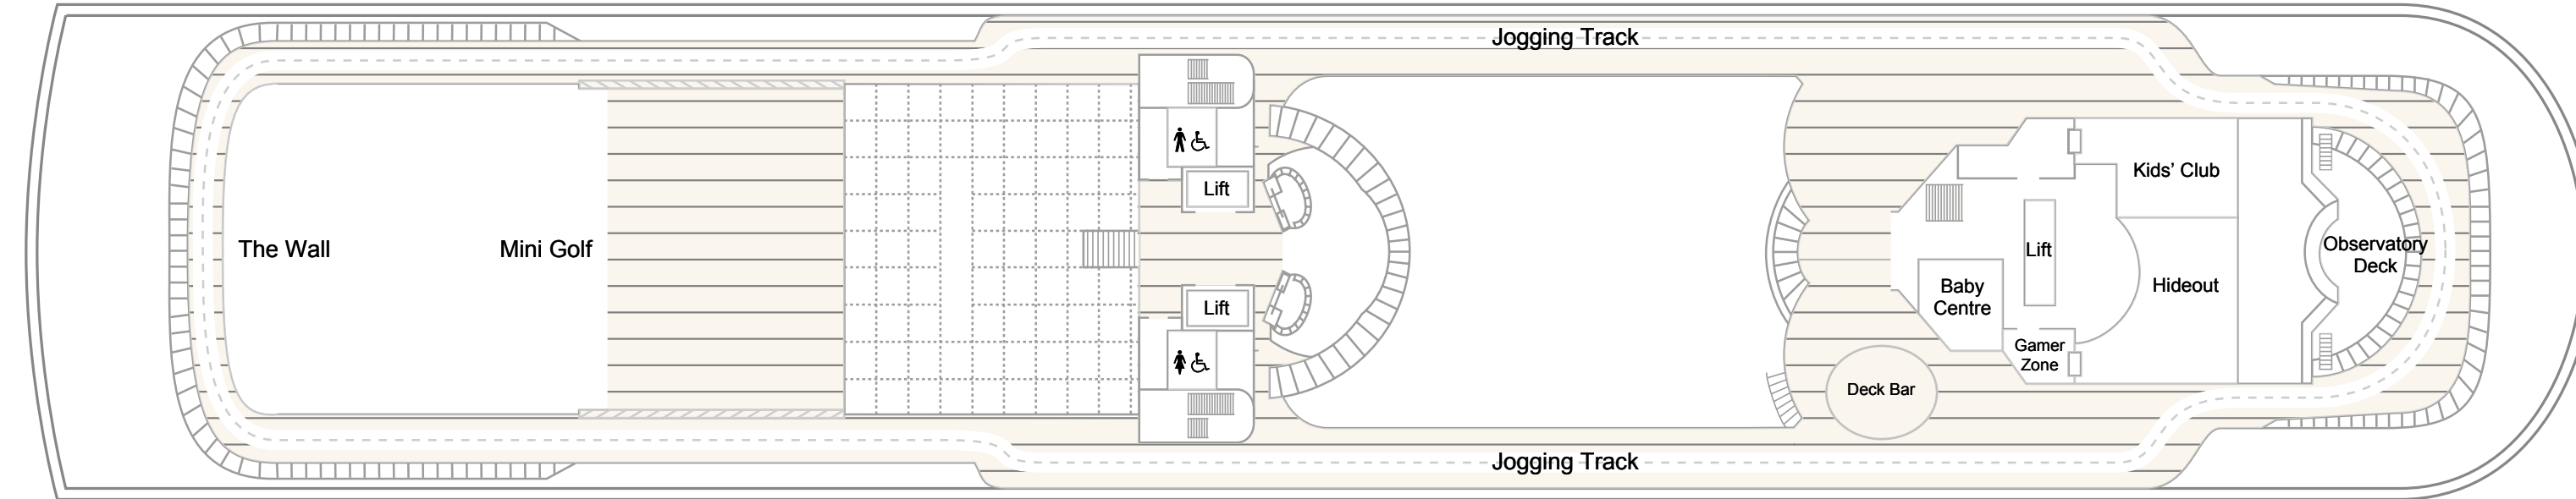 Jogging Track
The Wall
Mini Golf
Lift
Lift
Kids’ Club
Lift
Hideout
Observatory
Deck
Baby
Centre
Gamer
Zone
Deck Bar
Jogging Track